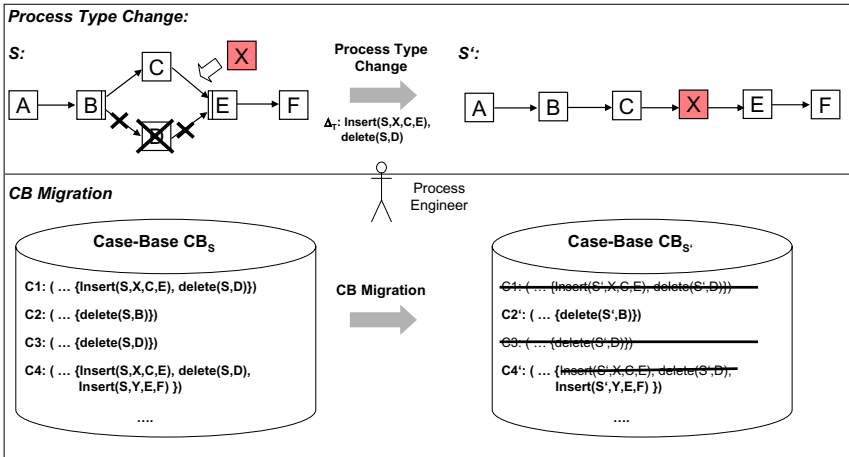 Process Type Change:
S:
X
C
A
B
E
F
D
Process Type
Change
ΔT: Insert(S,X,C,E),
delete(S,D)
S‘:
A
B
C
X
E
F
CB Migration
Process
Engineer
Case-Base CBS
C1: ( … {Insert(S,X,C,E), delete(S,D)})
C2: ( … {delete(S,B)})
C3: ( … {delete(S,D)})
C4: ( … {Insert(S,X,C,E), delete(S,D),
Insert(S,Y,E,F) })
….
CB Migration
Case-Base CBS‘
C1: ( … {Insert(S‘,X,C,E), delete(S‘,D)})
C2‘: ( … {delete(S‘,B)})
C3: ( … {delete(S‘,D)})
C4‘: ( … {Insert(S‘,X,C,E), delete(S‘,D),
Insert(S‘,Y,E,F) })
….